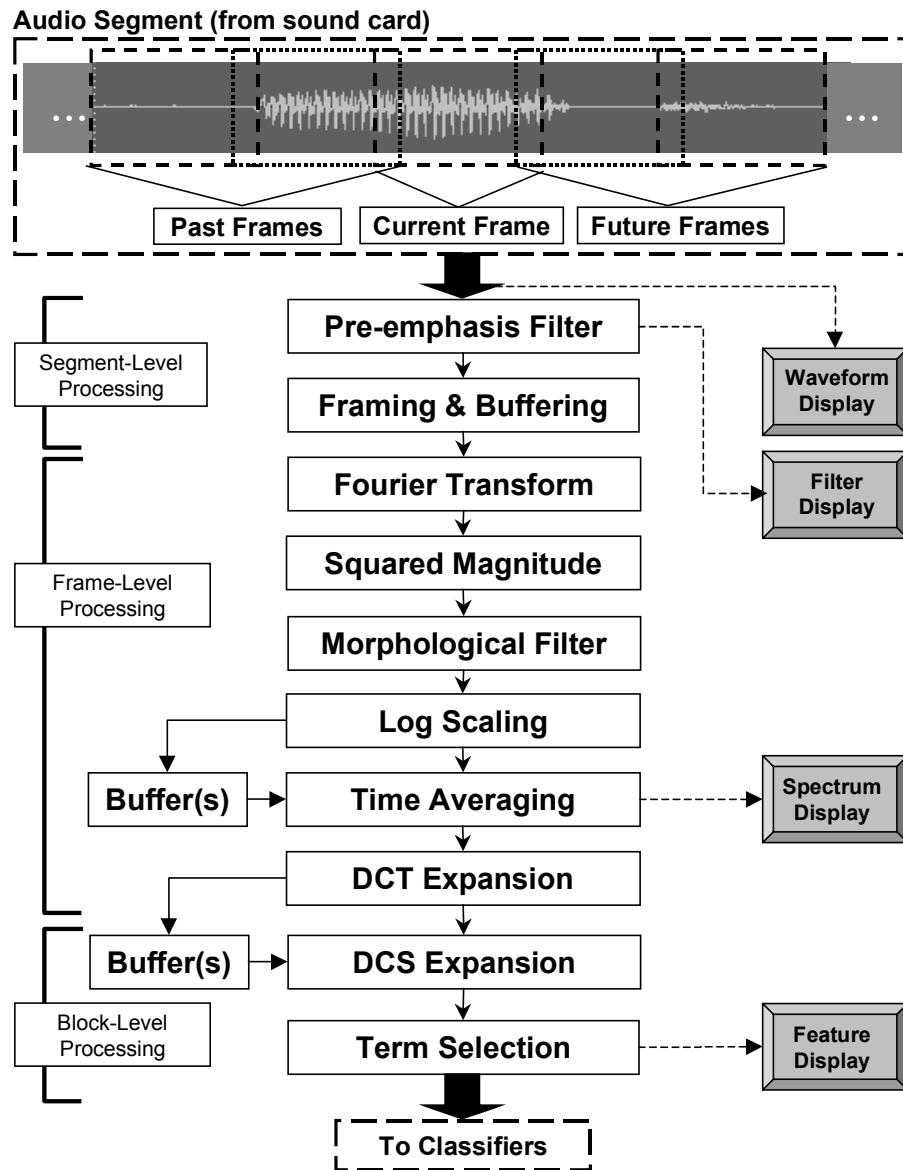 Audio Segment (from sound card)
... ...
Past Frames
Current Frame
Future Frames
Pre-emphasis Filter
Segment-Level
Processing
Waveform
Display
Framing & Buffering
Fourier Transform
Filter
Display
Squared Magnitude
Frame-Level
Processing
Morphological Filter
Log Scaling
Buffer(s)
Time Averaging
Spectrum
Display
DCT Expansion
Buffer(s)
DCS Expansion
Block-Level
Processing
Term Selection
Feature
Display
To Classifiers